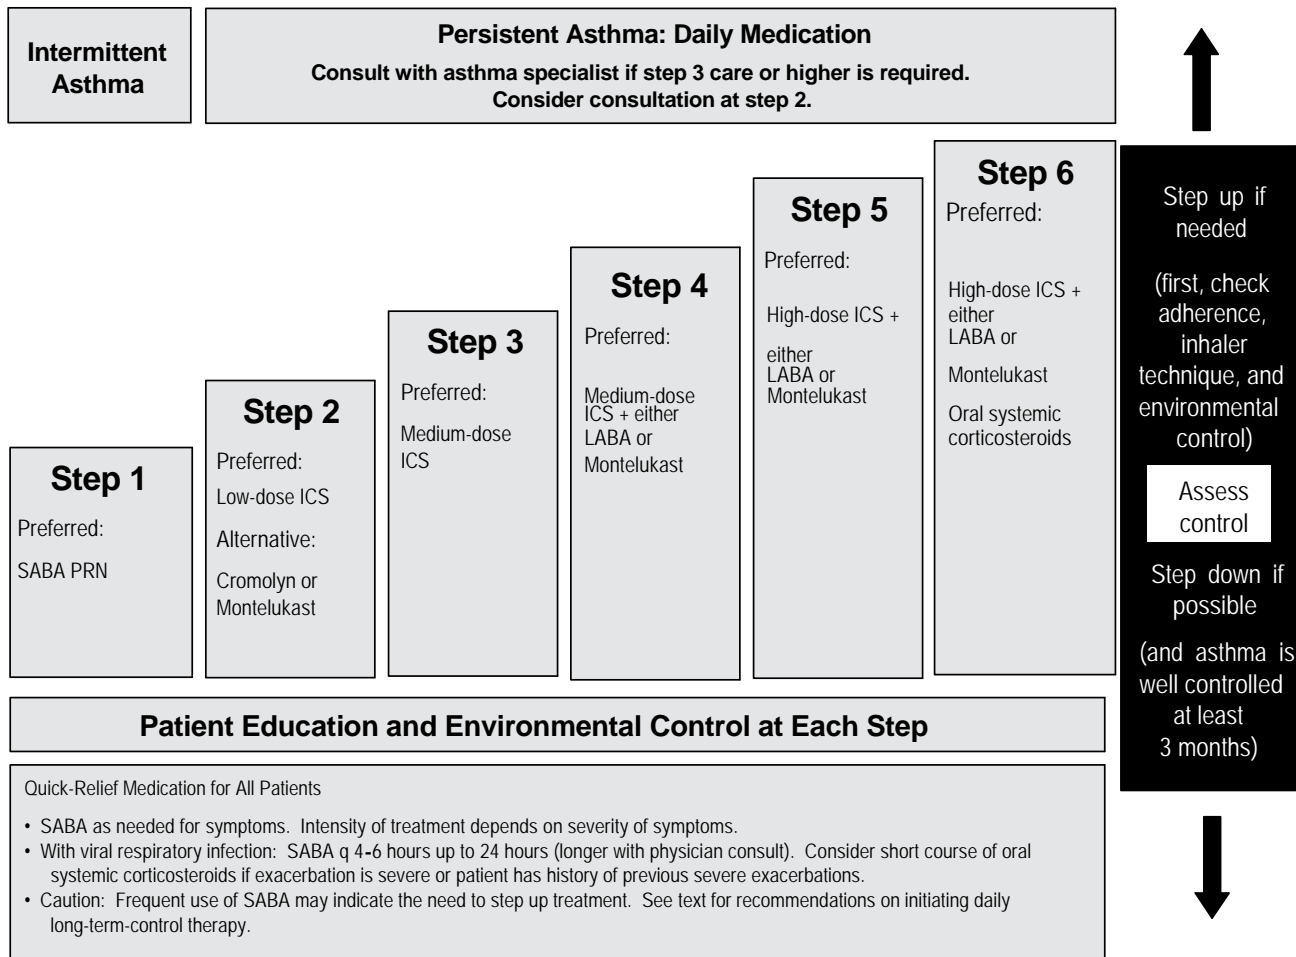 Intermittent
Asthma
Persistent Asthma: Daily Medication
Consult with asthma specialist if step 3 care or higher is required.
Consider consultation at step 2.
Step 1
Preferred:
SABA PRN
Step 2
Preferred:
Low-dose ICS
Alternative:
Cromolyn or
Montelukast
Step 3
Preferred:
Medium-dose
ICS
Step 4
Preferred:
Medium-dose
ICS + either
LABA or
Montelukast
Step 5
Preferred:
High-dose ICS +
either
LABA or
Montelukast
Step 6
Preferred:
High-dose ICS +
either
LABA or
Montelukast
Oral systemic
corticosteroids
Step up if
needed
(first, check
adherence,
inhaler
technique, and
environmental
control)
Assess
control
Step down if
possible
(and asthma is
well controlled
at least
3 months)
Patient Education and Environmental Control at Each Step
Quick-Relief Medication for All Patients
• SABA as needed for symptoms. Intensity of treatment depends on severity of symptoms.
• With viral respiratory infection: SABA q 4-6 hours up to 24 hours (longer with physician consult). Consider short course of oral
systemic corticosteroids if exacerbation is severe or patient has history of previous severe exacerbations.
• Caution: Frequent use of SABA may indicate the need to step up treatment. See text for recommendations on initiating daily
long-term-control therapy.